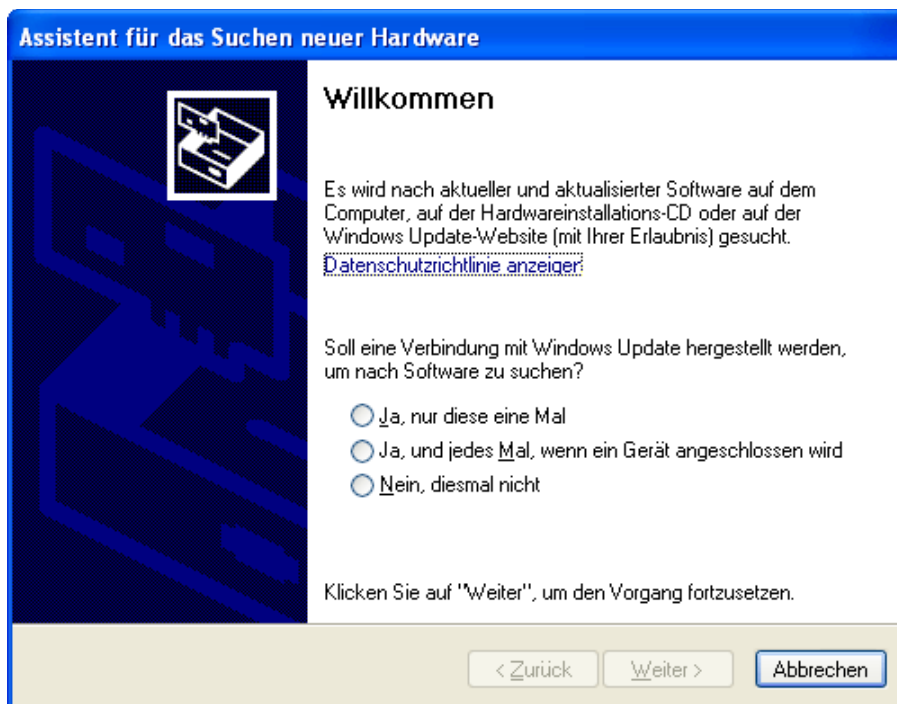 Assistent für das Suchen neuer Hardware
Willkommen
Es wird nach aktueller und aktualisierter Software auf dem
Computer, auf der Hardwareinstallations-CD oder auf der
Windows Update-Website (mit Ihrer Erlaubnis) gesucht.
Datenschutzrichtlinie anzeigen
Soll eine Verbindung mit Windows Update hergestellt werden,
um nach Software zu suchen?
Ja, nur diese eine Mal
Ja, und jedes Mal, wenn ein Gerät angeschlossen wird
Nein, diesmal nicht
Klicken Sie auf "Weiter", um den Vorgang fortzusetzen.
< Zurück Weiter > Abbrechen